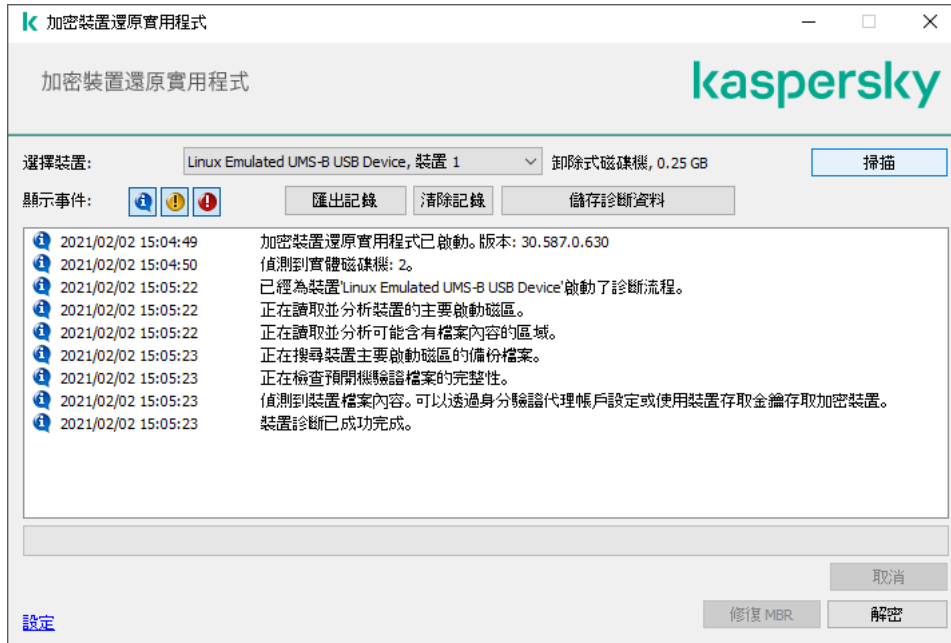 加密裝置還原實用程式
加密裝置還原實用程式
kaspersky
選擇裝置: Linux Emulated UMS-B USB Device, 裝置 1 卸除式磁碟機, 0.25 GB 掃描
顯示事件: 匯出記錄 清除記錄 儲存診斷資料
2021/02/02 15:04:49 加密裝置還原實用程式已啟動。版本: 30.587.0.630
2021/02/02 15:04:50 偵測到實體磁碟機: 2。
2021/02/02 15:05:22 已經為裝置'Linux Emulated UMS-B USB Device'啟動了診斷流程。
2021/02/02 15:05:22 正在讀取並分析裝置的主要啟動磁區。
2021/02/02 15:05:22 正在讀取並分析可能含有檔案內容的區域。
2021/02/02 15:05:23 正在搜尋裝置主要啟動磁區的備份檔案。
2021/02/02 15:05:23 正在檢查預開機驗證檔案的完整性。
2021/02/02 15:05:23 偵測到裝置檔案內容。可以透過身分驗證代理帳戶設定或使用裝置存取金鑰存取加密裝置。
2021/02/02 15:05:23 裝置診斷已成功完成。
取消
設定 修復 MBR 解密